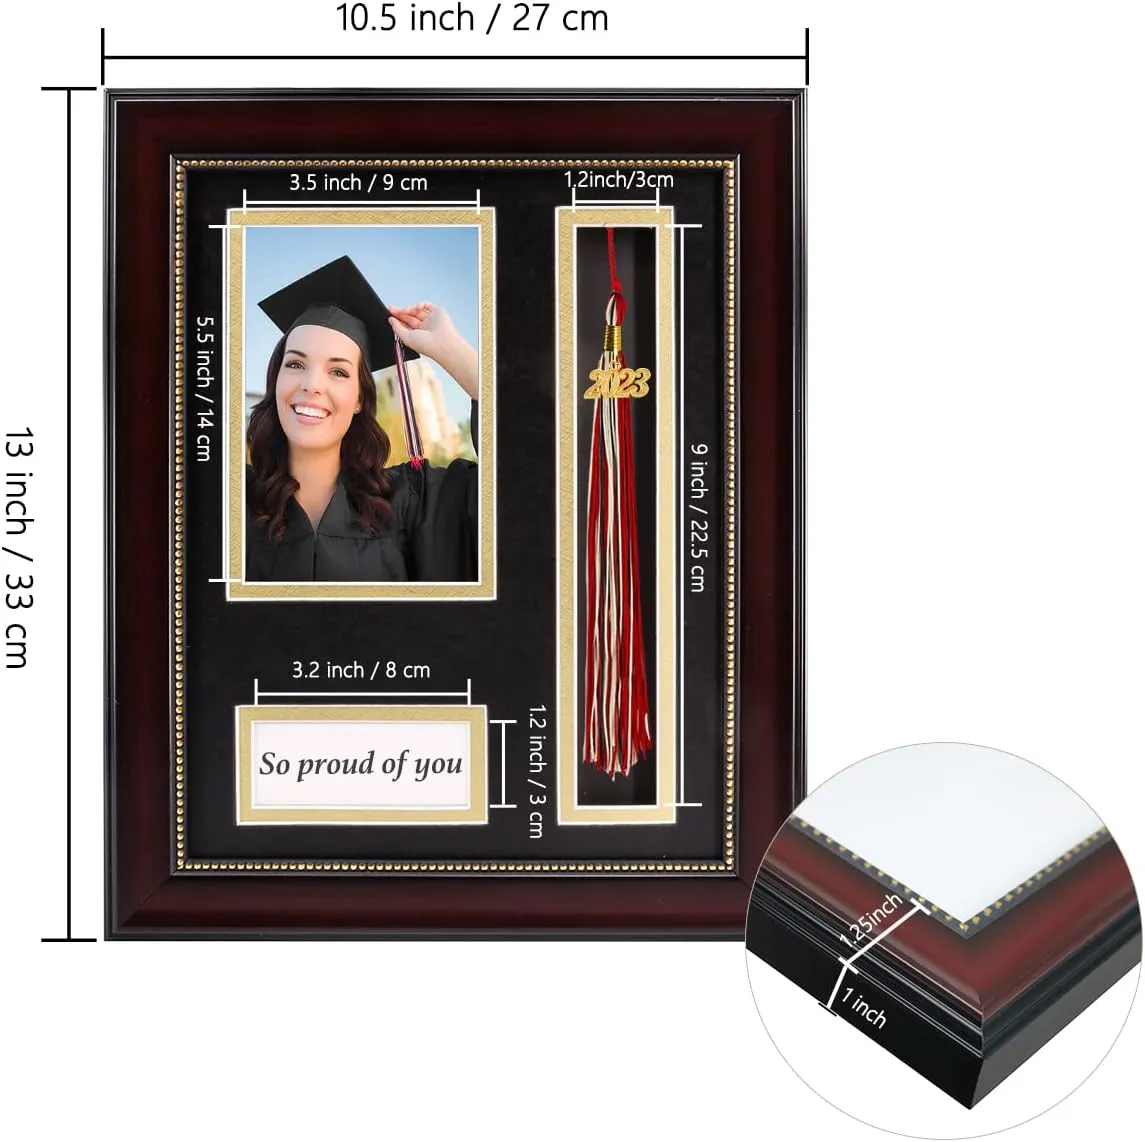 10.5 inch / 27 cm
13 inch / 33 cm
3.5 inch / 9 cm
1.2inch/3cm
5.5 inch / 14 cm
2023
9 inch / 22.5 cm
3.2 inch / 8 cm
So proud of you
1.2 inch / 3 cm
1.25inch
1 inch